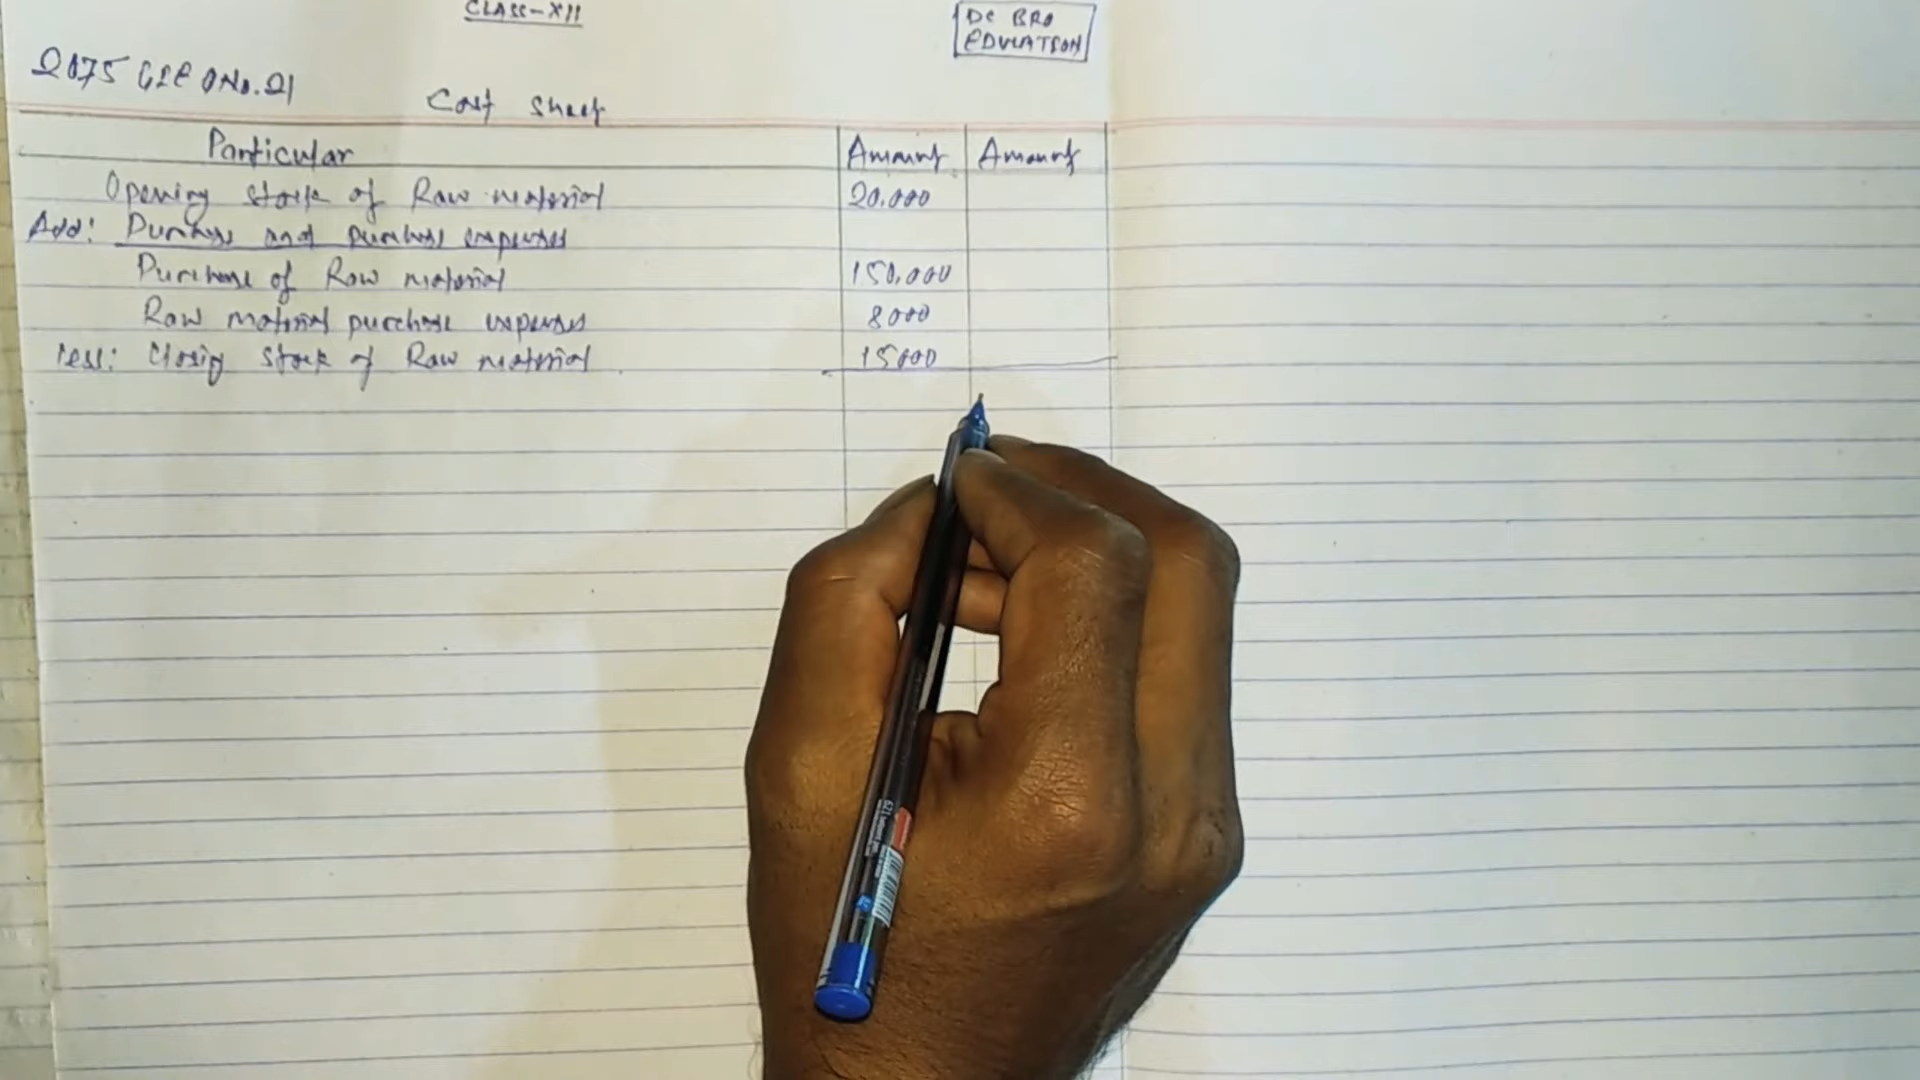 CLASS-XII
DC BRO
EDUCATION
2075 GIE QNo. 21
Cost sheet
Particular Amount Amount
Opening stock of Raw material 20,000
Add: Purchase and purchase expenses
Purchase of Raw material 150,000
Raw material purchase expenses 8000
Less: Closing stock of Raw material 15000